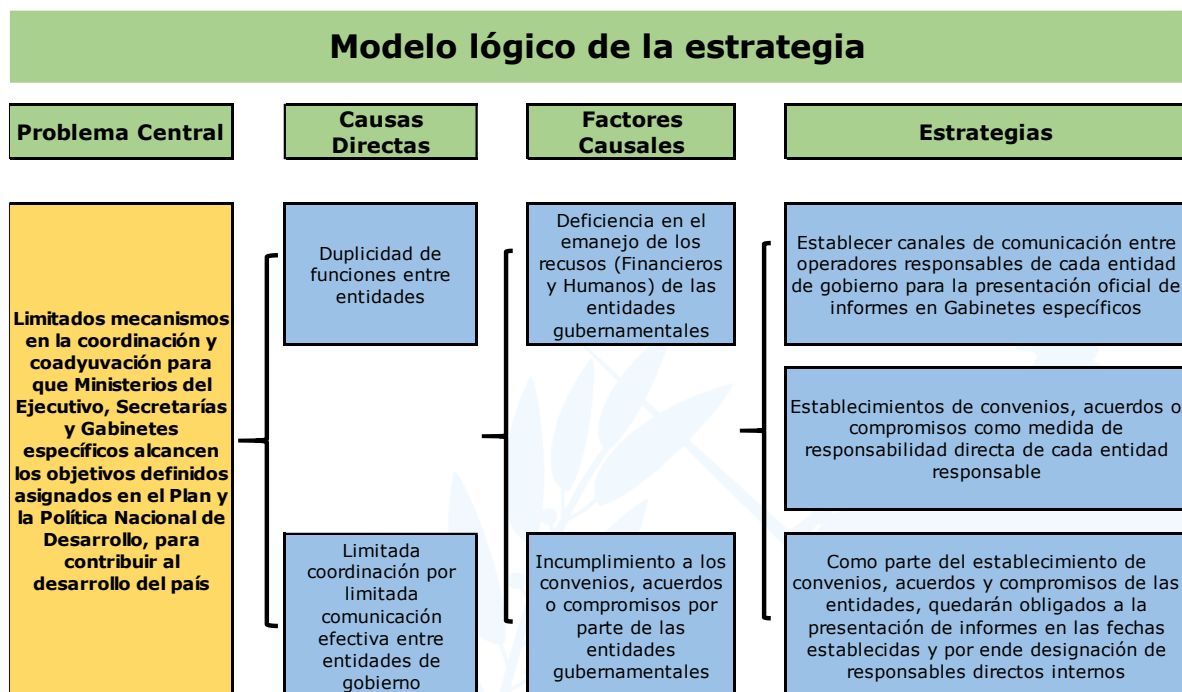 Modelo lógico de la estrategia
Problema Central
Causas
Directas
Factores
Causales
Estrategias
Limitados mecanismos
en la coordinación y
coadyuvación para
que Ministerios del
Ejecutivo, Secretarías
y Gabinetes
específicos alcancen
los objetivos definidos
asignados en el Plan y
la Política Nacional de
Desarrollo, para
contribuir al
desarrollo del país
Duplicidad de
funciones entre
entidades
Limitada
coordinación por
limitada
comunicación
efectiva entre
entidades de
gobierno
Deficiencia en el
emanejo de los
recusos (Financieros
y Humanos) de las
entidades
gubernamentales
Incumplimiento a los
convenios, acuerdos
o compromisos por
parte de las
entidades
gubernamentales
Establecer canales de comunicación entre
operadores responsables de cada entidad
de gobierno para la presentación oficial de
informes en Gabinetes específicos
Establecimientos de convenios, acuerdos o
compromisos como medida de
responsabilidad directa de cada entidad
responsable
Como parte del establecimiento de
convenios, acuerdos y compromisos de las
entidades, quedarán obligados a la
presentación de informes en las fechas
establecidas y por ende designación de
responsables directos internos